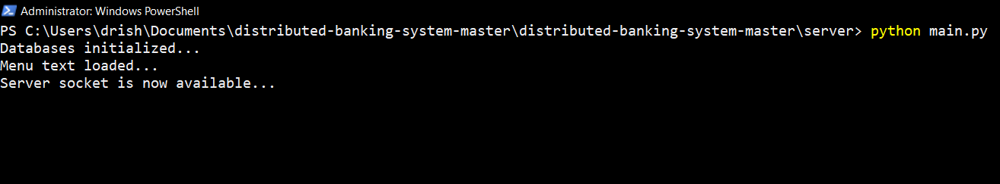 Administrator: Windows PowerShell
PS C:\Users\drish\Documents\distributed-banking-system-master\distributed-banking-system-master\server> python main.py
Databases initialized...
Menu text loaded...
Server socket is now available...